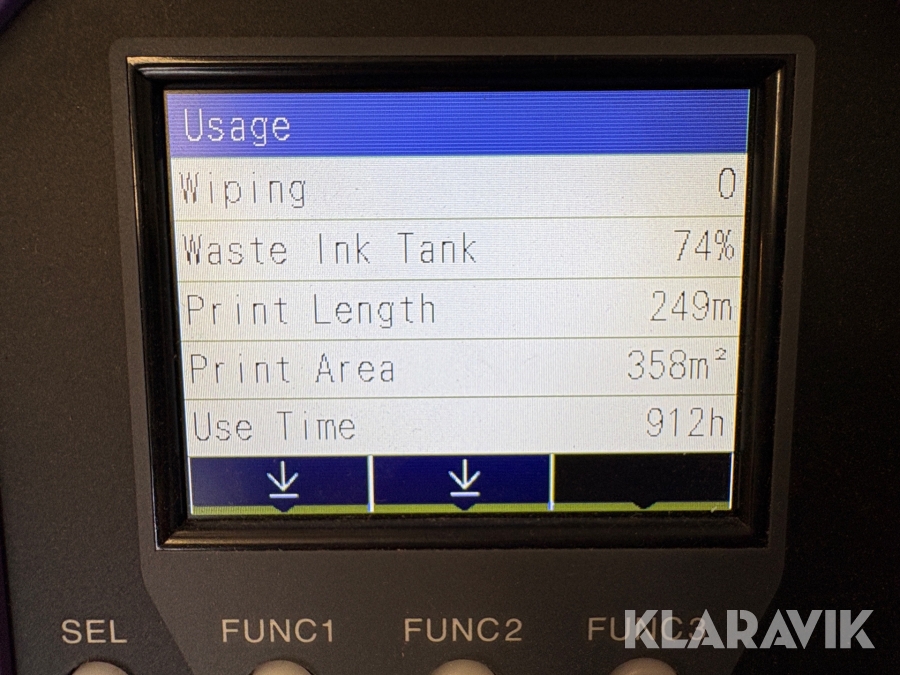 Usage
Wiping 0
Waste Ink Tank 74%
Print Length 249m
Print Area 358m²
Use Time 912h
SEL FUNC1 FUNC2 FUNC3
KLARAVIK